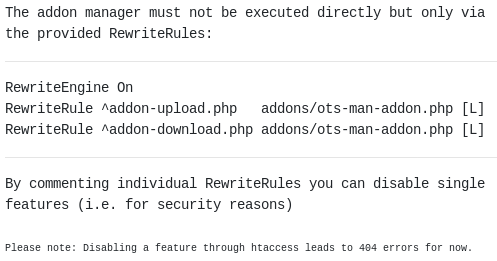 The addon manager must not be executed directly but only via
the provided RewriteRules:
RewriteEngine On
RewriteRule ^addon-upload.php   addons/ots-man-addon.php [L]
RewriteRule ^addon-download.php addons/ots-man-addon.php [L]
By commenting individual RewriteRules you can disable single
features (i.e. for security reasons)
Please note: Disabling a feature through htaccess leads to 404 errors for now.